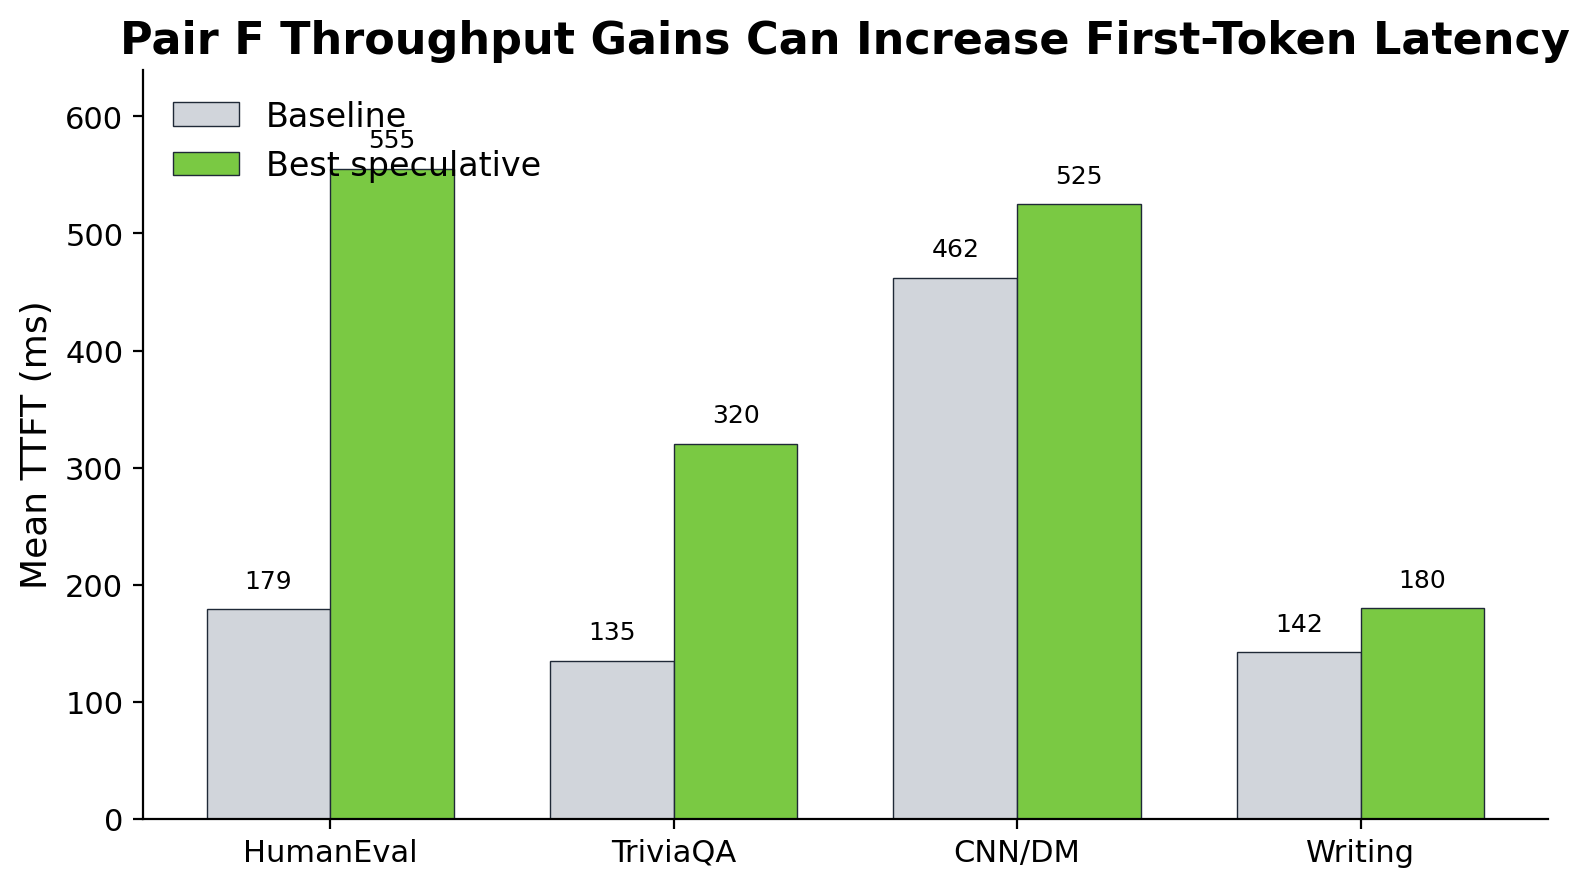 Pair F Throughput Gains Can Increase First-Token Latency
Baseline
Best speculative
Mean TTFT (ms)
600
500
400
300
200
100
0
179
555
135
320
462
525
142
180
HumanEval
TriviaQA
CNN/DM
Writing